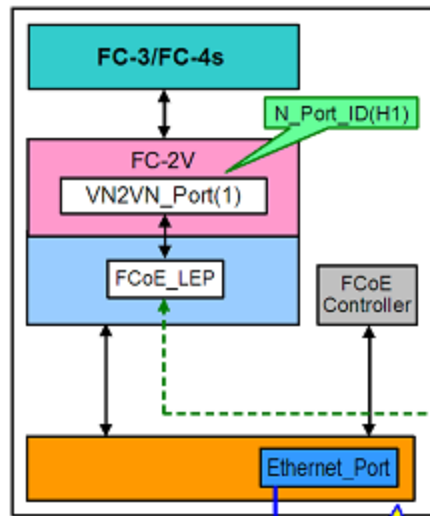 FC-3/FC-4s
N_Port_ID(H1)
FC-2V
VN2VN_Port(1)
FCoE_LEP
FCoE
Controller
Ethernet_Port